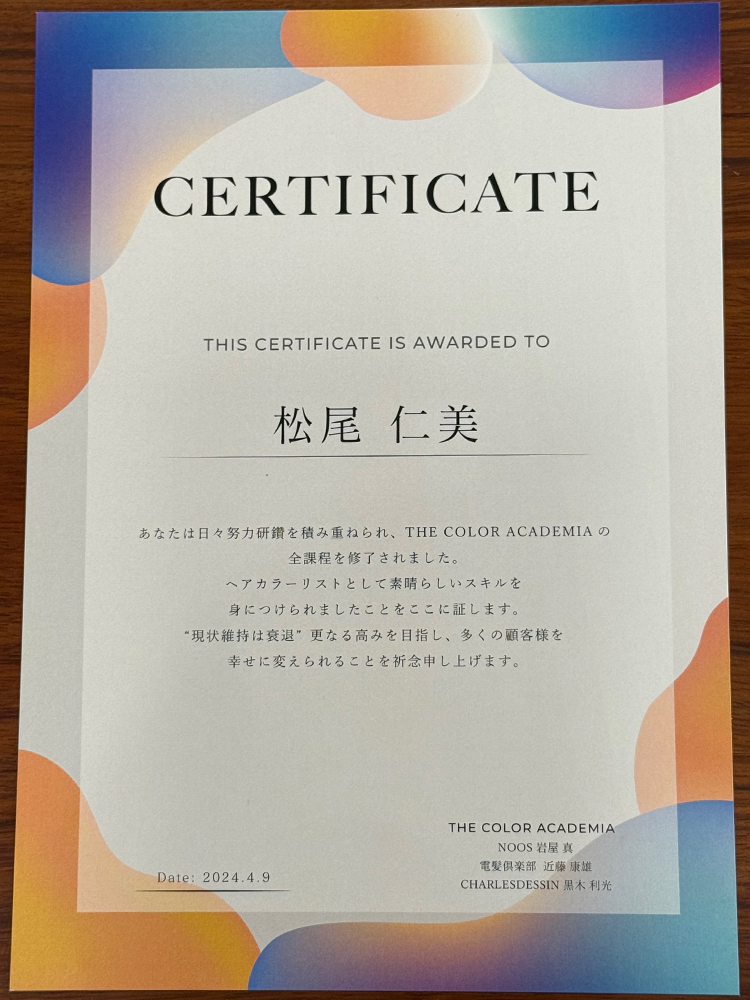 CERTIFICATE
THIS CERTIFICATE IS AWARDED TO
松尾 仁美
あなたは日々努力研鑽を積み重ねられ、THE COLOR ACADEMIA の
全課程を修了されました。
ヘアカラーリストとして素晴らしいスキルを
身につけられましたことをここに証します。
“現状維持は衰退” 更なる高みを目指し、多くの顧客様を
幸せに変えられることを祈念申し上げます。
THE COLOR ACADEMIA
NOOS 岩屋 真
電髪倶楽部 近藤 康雄
CHARLESDESSIN 黒木 利光
Date: 2024.4.9